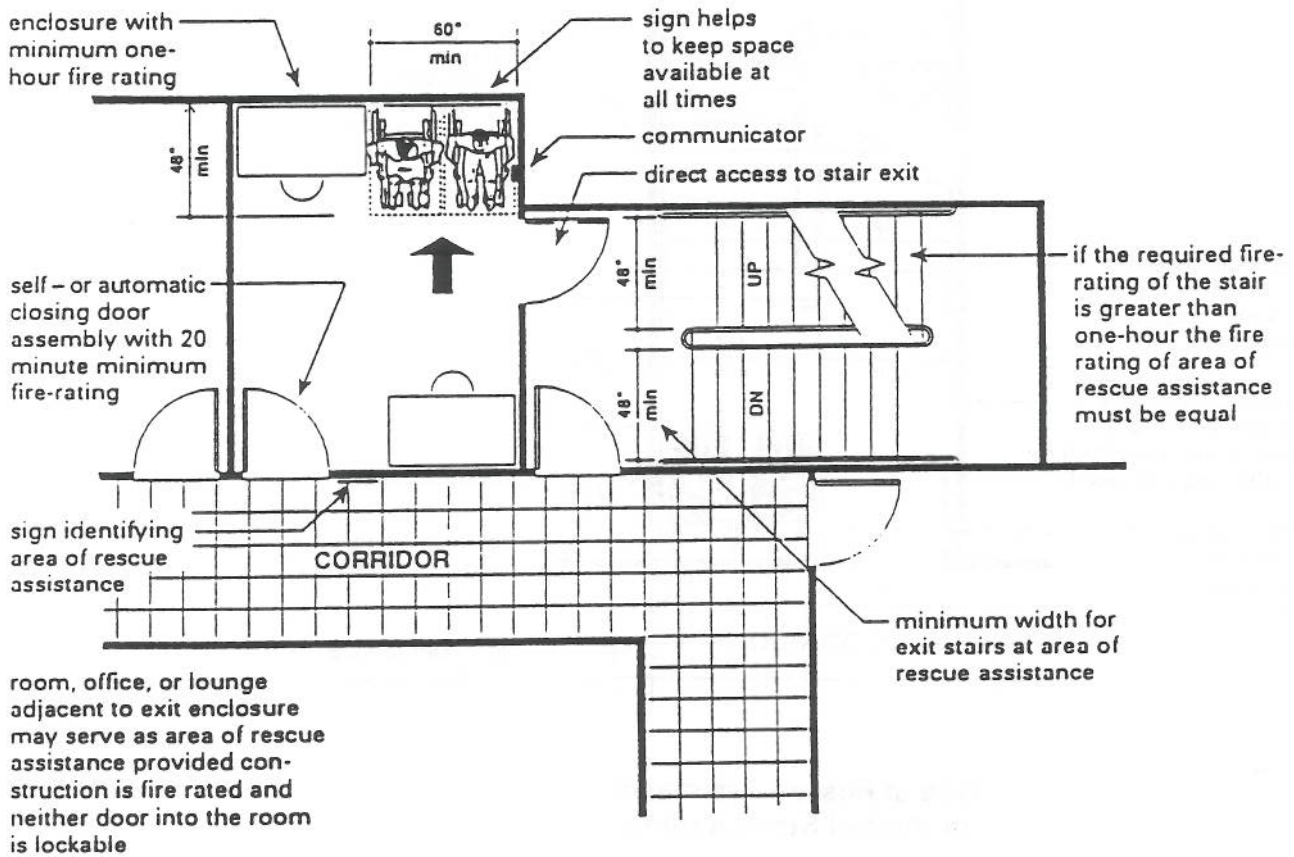 enclosure with
minimum one-
hour fire rating
60"
min
sign helps
to keep space
available at
all times
communicator
direct access to stair exit
48"
min
self – or automatic
closing door
assembly with 20
minute minimum
fire-rating
48"
min
UP
48"
min
DN
if the required fire-
rating of the stair
is greater than
one-hour the fire
rating of area of
rescue assistance
must be equal
sign identifying
area of rescue
assistance
CORRIDOR
minimum width for
exit stairs at area of
rescue assistance
room, office, or lounge
adjacent to exit enclosure
may serve as area of rescue
assistance provided con-
struction is fire rated and
neither door into the room
is lockable